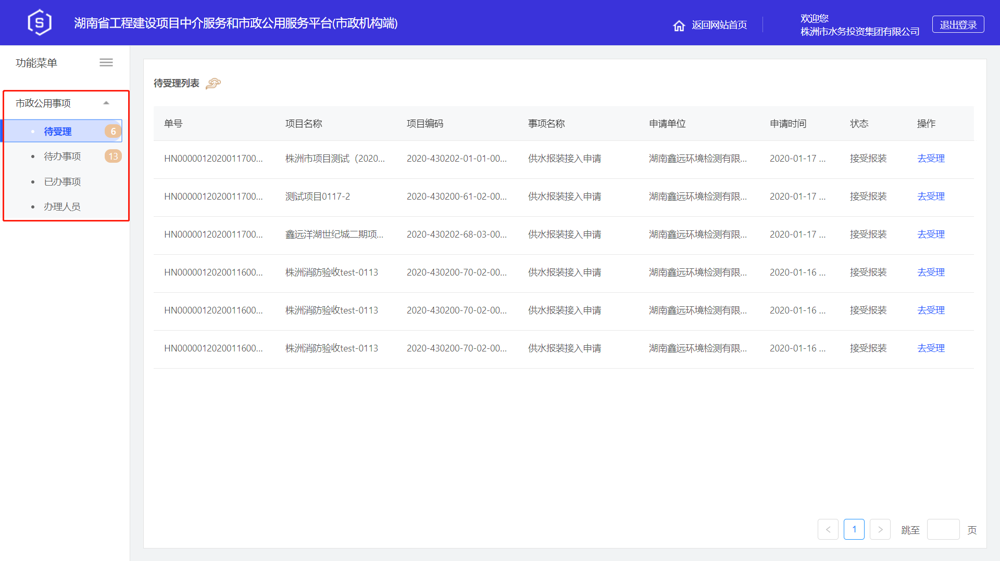 S
湖南省工程建设项目中介服务和市政公用服务平台(市政机构端)
返回网站首页
欢迎您
株洲市水务投资集团有限公司
退出登录
功能菜单
市政公用事项
待受理 6
待办事项 13
已办事项
办理人员
待受理列表
单号 项目名称 项目编码 事项名称 申请单位 申请时间 状态 操作
HN0000012020011700... 株洲市项目测试（2020... 2020-430202-01-01-00... 供水报装接入申请 湖南鑫远环境检测有限... 2020-01-17 ... 接受报装 去受理
HN0000012020011700... 测试项目0117-2 2020-430200-61-02-00... 供水报装接入申请 湖南鑫远环境检测有限... 2020-01-17 ... 接受报装 去受理
HN0000012020011700... 鑫远洋湖世纪城二期项... 2020-430202-68-03-00... 供水报装接入申请 湖南鑫远环境检测有限... 2020-01-17 ... 接受报装 去受理
HN0000012020011600... 株洲消防验收test-0113 2020-430200-70-02-00... 供水报装接入申请 湖南鑫远环境检测有限... 2020-01-16 ... 接受报装 去受理
HN0000012020011600... 株洲消防验收test-0113 2020-430200-70-02-00... 供水报装接入申请 湖南鑫远环境检测有限... 2020-01-16 ... 接受报装 去受理
HN0000012020011600... 株洲消防验收test-0113 2020-430200-70-02-00... 供水报装接入申请 湖南鑫远环境检测有限... 2020-01-16 ... 接受报装 去受理
< 1 > 跳至 页